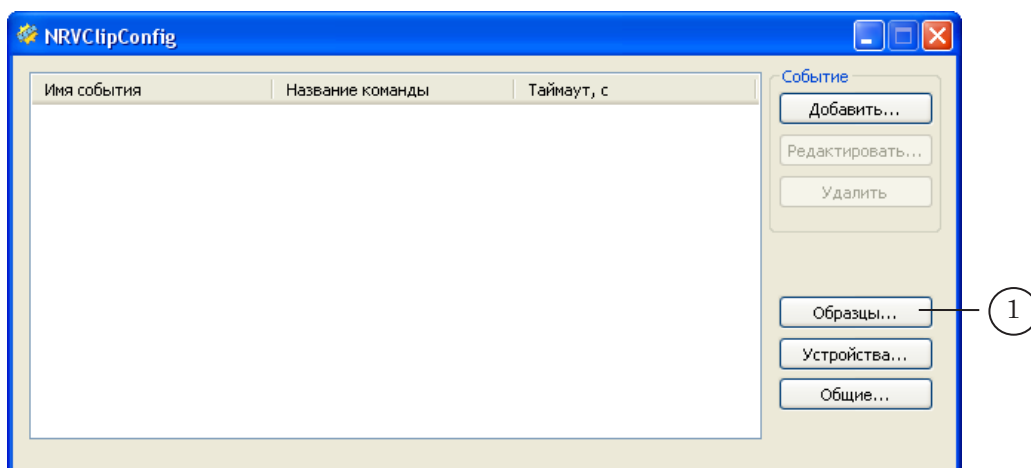 NRVClipConfig
Имя события Название команды Таймаут, с
Событие
Добавить...
Редактировать...
Удалить
Образцы...
1
Устройства...
Общие...